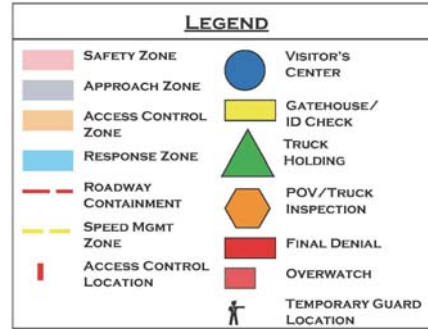 LEGEND
SAFETY ZONE
APPROACH ZONE
ACCESS CONTROL
ZONE
RESPONSE ZONE
ROADWAY
CONTAINMENT
SPEED MGMT
ZONE
ACCESS CONTROL
LOCATION
VISITOR'S
CENTER
GATEHOUSE/
ID CHECK
TRUCK
HOLDING
POV/TRUCK
INSPECTION
FINAL DENIAL
OVERWATCH
TEMPORARY GUARD
LOCATION